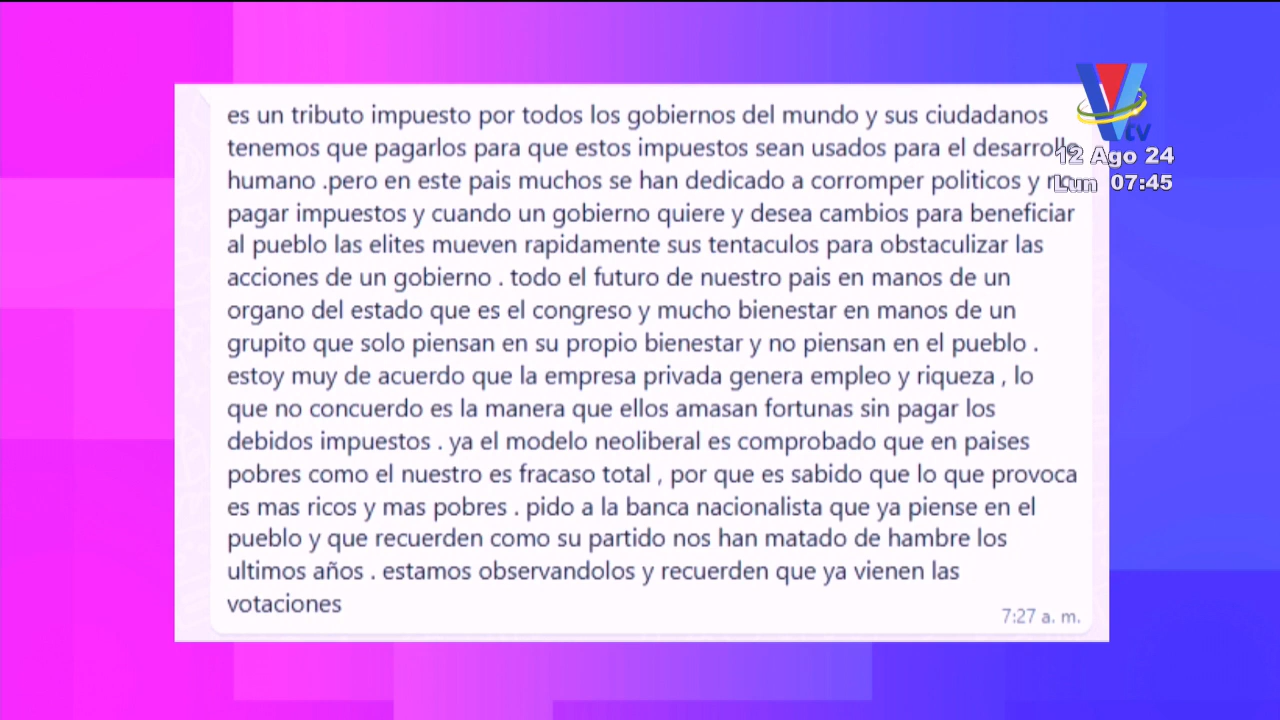 es un tributo impuesto por todos los gobiernos del mundo y sus ciudadanos
tenemos que pagarlos para que estos impuestos sean usados para el desarrollo
humano .pero en este pais muchos se han dedicado a corromper politicos y no
pagar impuestos y cuando un gobierno quiere y desea cambios para beneficiar
al pueblo las elites mueven rapidamente sus tentaculos para obstaculizar las
acciones de un gobierno . todo el futuro de nuestro pais en manos de un
organo del estado que es el congreso y mucho bienestar en manos de un
grupito que solo piensan en su propio bienestar y no piensan en el pueblo .
estoy muy de acuerdo que la empresa privada genera empleo y riqueza , lo
que no concuerdo es la manera que ellos amasan fortunas sin pagar los
debidos impuestos . ya el modelo neoliberal es comprobado que en paises
pobres como el nuestro es fracaso total , por que es sabido que lo que provoca
es mas ricos y mas pobres . pido a la banca nacionalista que ya piense en el
pueblo y que recuerden como su partido nos han matado de hambre los
ultimos años . estamos observandolos y recuerden que ya vienen las
votaciones
7:27 a. m.
V tv
12 Ago 24
Lun 07:45